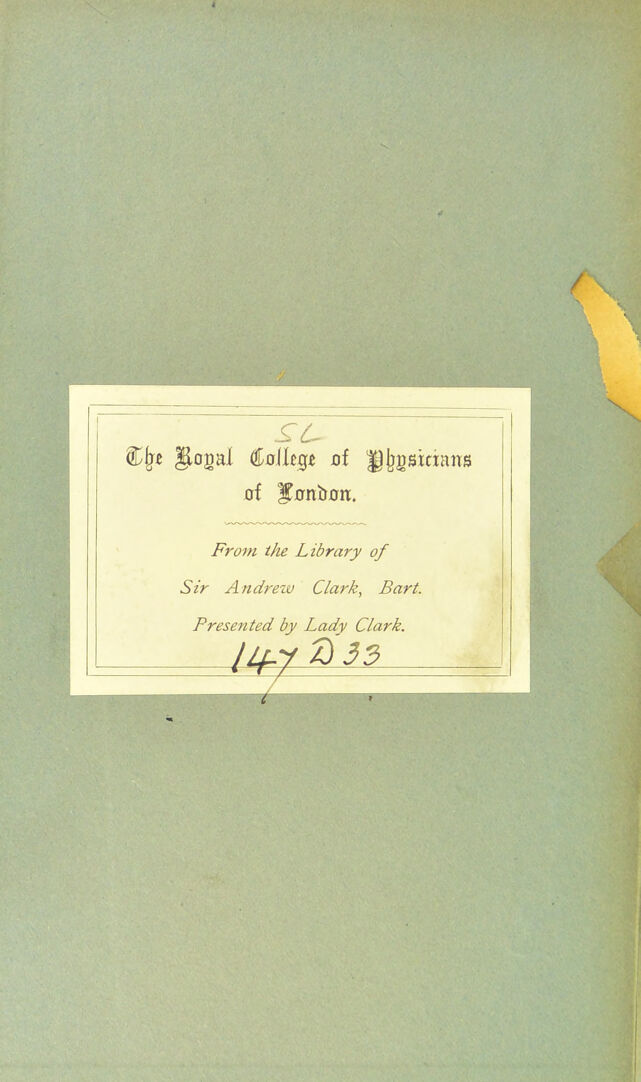 SL
The Royal College of Physicians
of London.
From the Library of
Sir Andrew Clark, Bart.
Presented by Lady Clark.
147 D 33